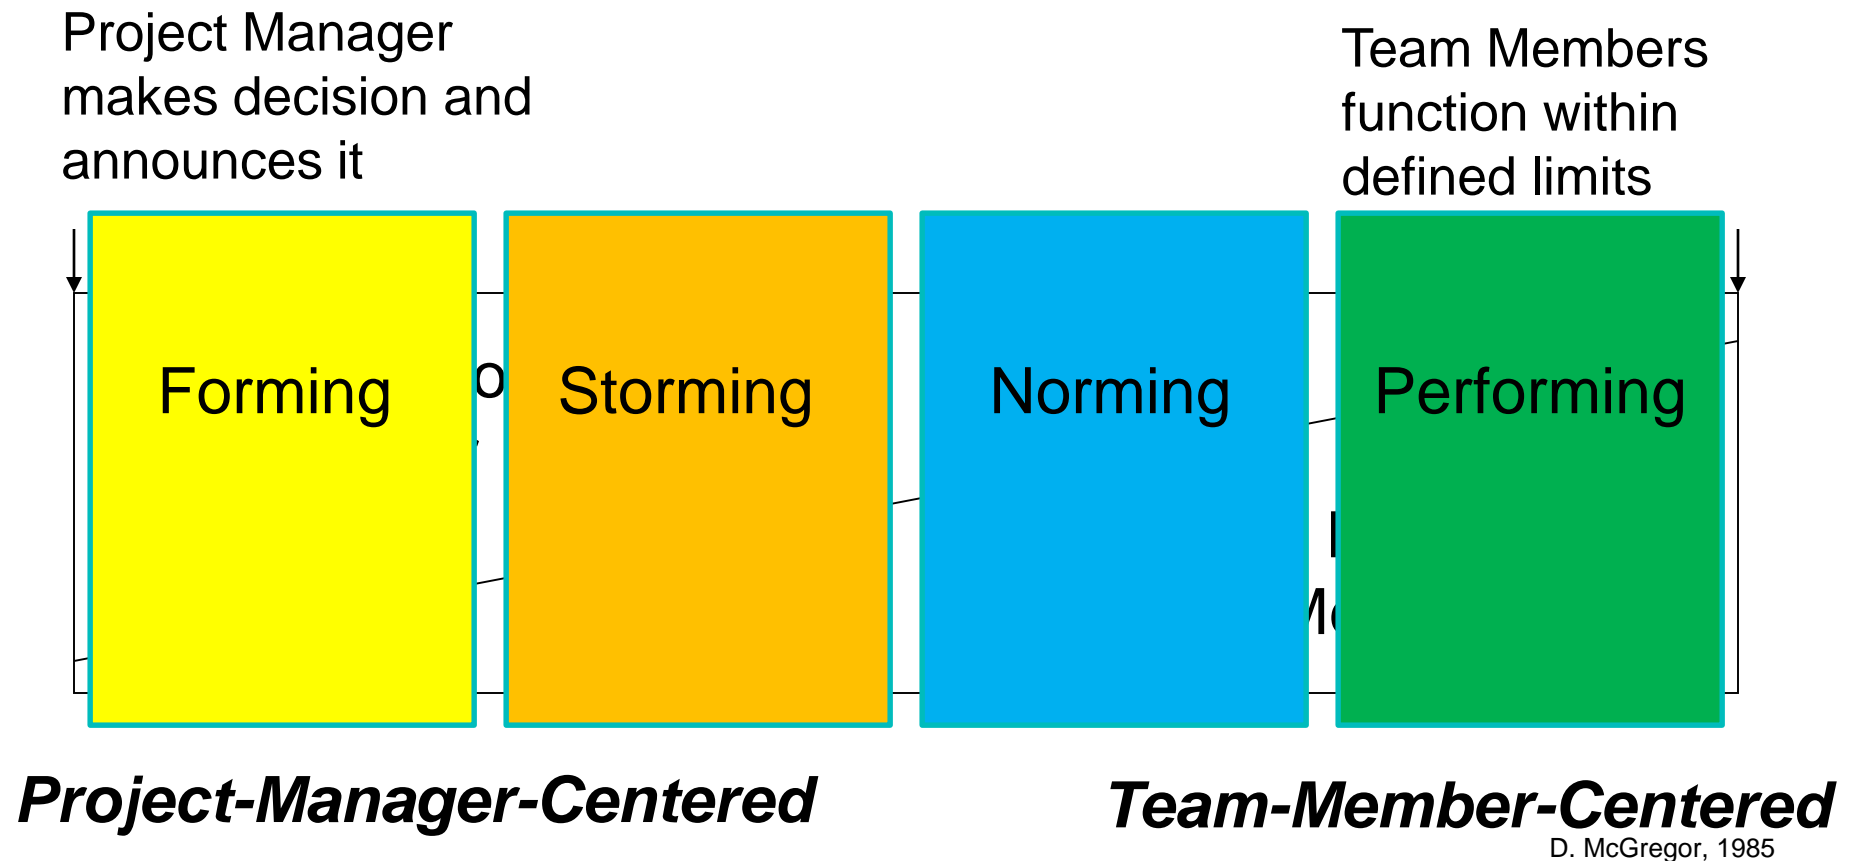 Project Manager
makes decision and
announces it
Team Members
function within
defined limits
Forming
Storming
Norming
Performing
Project-Manager-Centered
Team-Member-Centered
D. McGregor, 1985